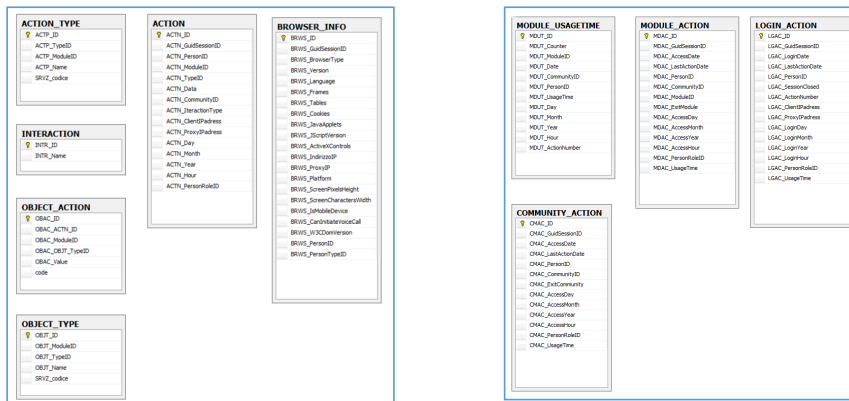 ACTION_TYPE
ACTP_ID
ACTP_TypeID
ACTP_ModuleID
ACTP_Name
SRVZ_codice
INTERACTION
INTR_ID
INTR_Name
OBJECT_ACTION
OBAC_ID
OBAC_ACTN_ID
OBAC_ModuleID
OBAC_OBJT_TypeID
OBAC_Value
code
OBJECT_TYPE
OBJT_ID
OBJT_ModuleID
OBJT_TypeID
OBJT_Name
SRVZ_codice
ACTION
ACTN_ID
ACTN_GuidSessionID
ACTN_PersonID
ACTN_ModuleID
ACTN_TypeID
ACTN_Data
ACTN_CommunityID
ACTN_IteractionType
ACTN_ClientIPadress
ACTN_ProxyIPadress
ACTN_Day
ACTN_Month
ACTN_Year
ACTN_Hour
ACTN_PersonRoleID
BROWSER_INFO
BRWS_ID
BRWS_GuidSessionID
BRWS_BrowserType
BRWS_Version
BRWS_Language
BRWS_Frames
BRWS_Tables
BRWS_Cookies
BRWS_JavaApplets
BRWS_JScriptVersion
BRWS_ActiveXControls
BRWS_IndirizzoIP
BRWS_ProxyIP
BRWS_Platform
BRWS_ScreenPixelsHeight
BRWS_ScreenCharactersWidth
BRWS_IsMobileDevice
BRWS_CanInitiateVoiceCall
BRWS_W3CDomVersion
BRWS_PersonID
BRWS_PersonTypeID
MODULE_USAGETIME
MDUT_ID
MDUT_Counter
MDUT_ModuleID
MDUT_Date
MDUT_CommunityID
MDUT_PersonID
MDUT_UsageTime
MDUT_Day
MDUT_Month
MDUT_Year
MDUT_Hour
MDUT_ActionNumber
COMMUNITY_ACTION
CMAC_ID
CMAC_GuidSessionID
CMAC_AccessDate
CMAC_LastActionDate
CMAC_PersonID
CMAC_CommunityID
CMAC_ExitCommunity
CMAC_AccessDay
CMAC_AccessMonth
CMAC_AccessYear
CMAC_AccessHour
CMAC_PersonRoleID
CMAC_UsageTime
MODULE_ACTION
MDAC_ID
MDAC_GuidSessionID
MDAC_AccessDate
MDAC_LastActionDate
MDAC_PersonID
MDAC_CommunityID
MDAC_ModuleID
MDAC_ExitModule
MDAC_AccessDay
MDAC_AccessMonth
MDAC_AccessYear
MDAC_AccessHour
MDAC_PersonRoleID
MDAC_UsageTime
LOGIN_ACTION
LGAC_ID
LGAC_GuidSessionID
LGAC_LoginDate
LGAC_LastActionDate
LGAC_PersonID
LGAC_SessionClosed
LGAC_ActionNumber
LGAC_ClientIPadress
LGAC_ProxyIPadress
LGAC_LoginDay
LGAC_LoginMonth
LGAC_LoginYear
LGAC_LoginHour
LGAC_PersonRoleID
LGAC_UsageTime